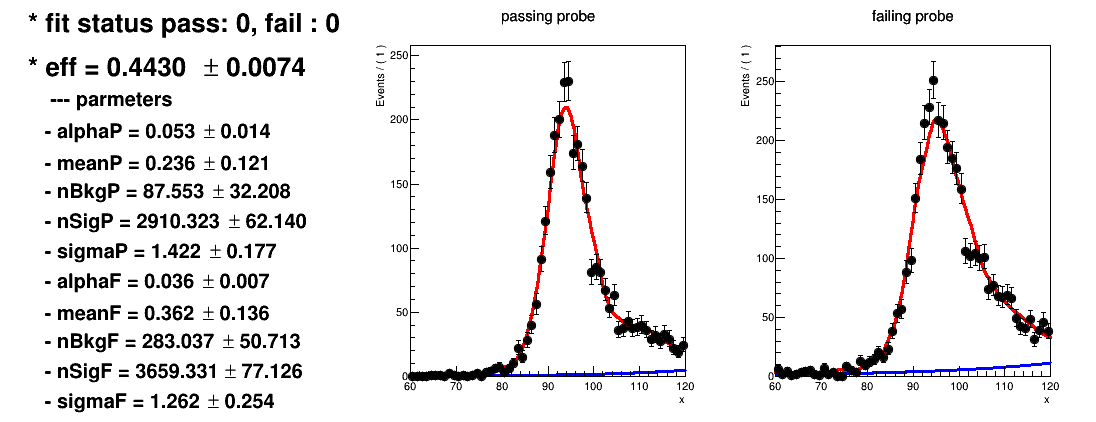 * fit status pass: 0, fail : 0
* eff = 0.4430 ± 0.0074
--- parmeters
- alphaP = 0.053 ± 0.014
- meanP = 0.236 ± 0.121
- nBkgP = 87.553 ± 32.208
- nSigP = 2910.323 ± 62.140
- sigmaP = 1.422 ± 0.177
- alphaF = 0.036 ± 0.007
- meanF = 0.362 ± 0.136
- nBkgF = 283.037 ± 50.713
- nSigF = 3659.331 ± 77.126
- sigmaF = 1.262 ± 0.254
passing probe
Events / ( 1 )
250
200
150
100
50
0
60 70 80 90 100 110 120
x
failing probe
Events / ( 1 )
250
200
150
100
50
0
60 70 80 90 100 110 120
x